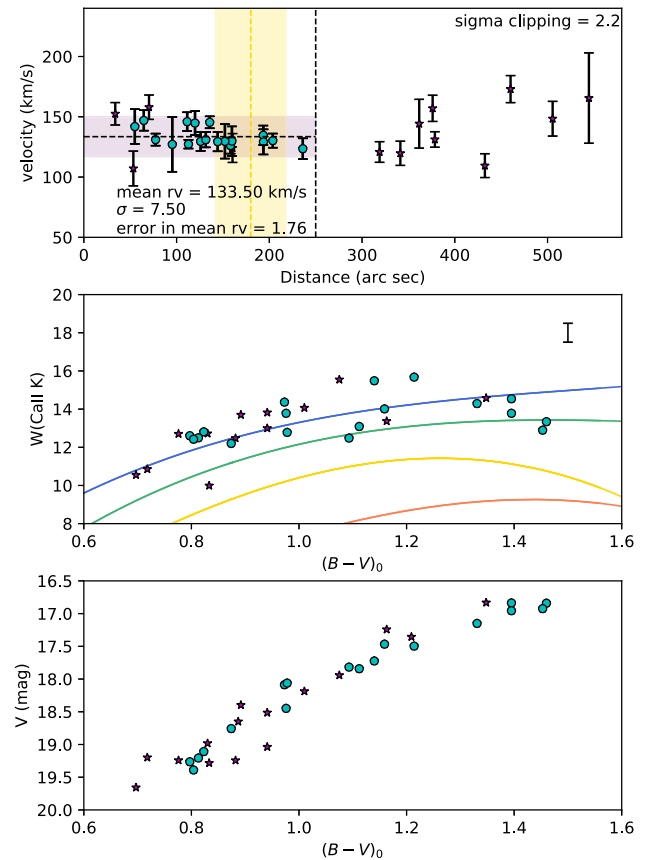 sigma clipping = 2.2
velocity (km/s)
200
150
100
50
mean rv = 133.50 km/s
σ = 7.50
error in mean rv = 1.76
0 100 200 300 400 500
Distance (arc sec)
W(CaII K)
20
18
16
14
12
10
8
0.6 0.8 1.0 1.2 1.4 1.6
(B − V)₀
V (mag)
16.5
17.0
17.5
18.0
18.5
19.0
19.5
20.0
0.6 0.8 1.0 1.2 1.4 1.6
(B − V)₀